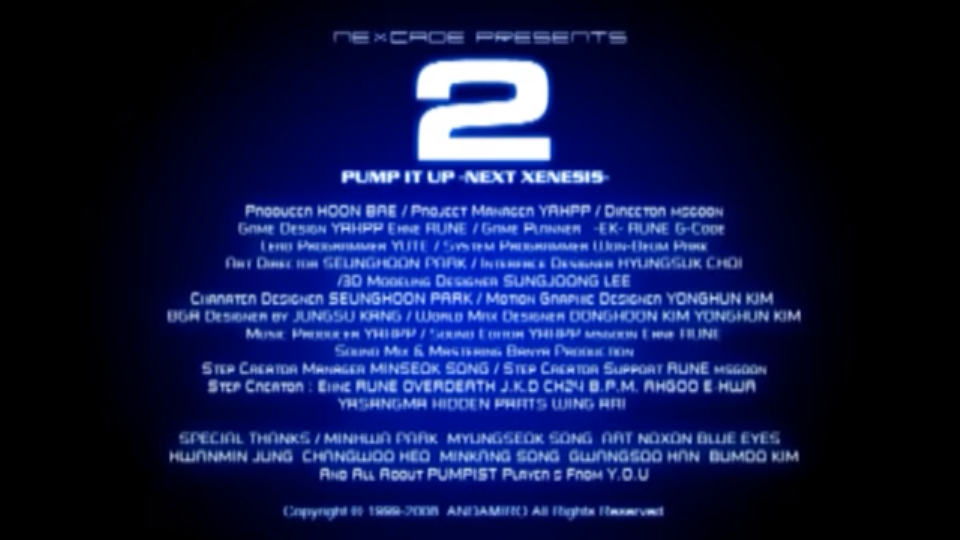 NEXCADE PRESENTS
2
PUMP IT UP -NEXT XENESIS-
Producer HOON BAE / Project Manager YAHPP / Director msgoon
Game Design YAHPP Ehne RUNE / Game Planner -EK- RUNE G-Code
Lead Programmer YUTE / System Programmer Won-Beum Park
Art Director SEUNGHOON PARK / Interface Designer HYUNGSUK CHOI
/3D Modeling Designer SUNGJOONG LEE
Charater Designer SEUNGHOON PARK / Motion Graphic Designer YONGHUN KIM
BGA Designer by JUNGSU KANG / World Max Designer DONGHOON KIM YONGHUN KIM
Music Producer YAHPP / Sound Editor YAHPP msgoon Ehne RUNE
Sound Mix & Mastering Banya Production
Step Creator Manager MINSEOK SONG / Step Creator Support RUNE msgoon
Step Creator : Ehne RUNE OVERDEATH J.K.D CH24 B.P.M. AHGOO E-HWA
YASANGMA HIDDEN PARTS WING ARI
SPECIAL THANKS / MINHWA PARK MYUNGSEOK SONG ART NOXON BLUE EYES
HWANMIN JUNG CHANGWOO HEO MINKANG SONG GWANGSOO HAN BUMDO KIM
And All About PUMPIST Player s From Y.O.U
Copyright © 1999-2008 ANDAMIRO All Rights Reserved